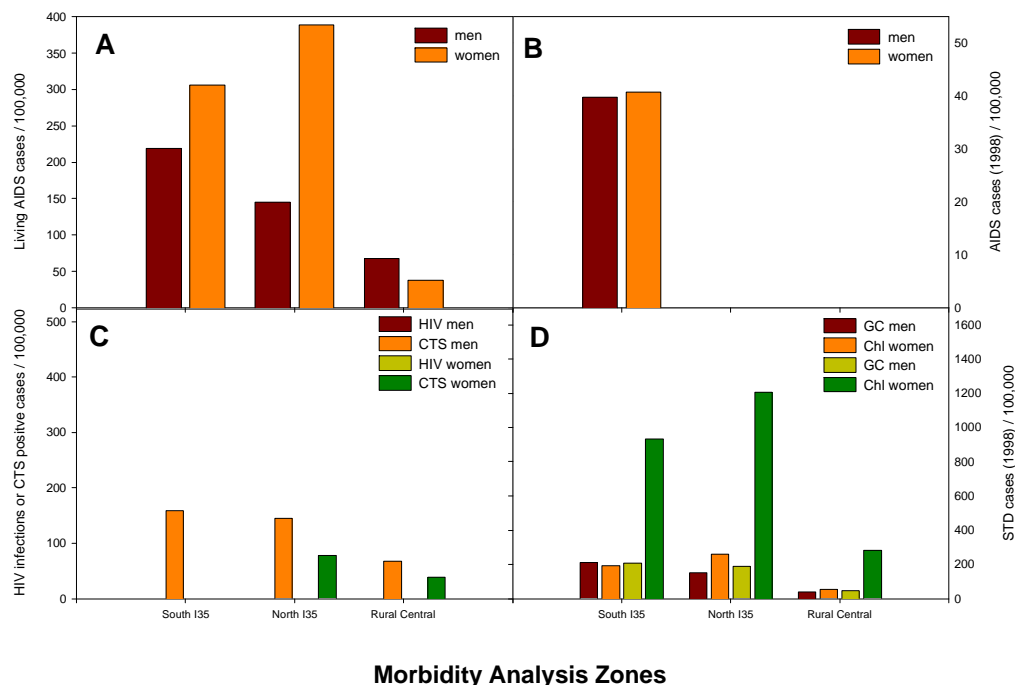 400
350
300
250
200
150
100
50
0
Living AIDS cases / 100,000
A
men
women
B
men
women
50
40
30
20
10
0
AIDS cases (1998) / 100,000
500
400
300
200
100
0
HIV infections or CTS positve cases / 100,000
C
HIV men
CTS men
HIV women
CTS women
South I35
North I35
Rural Central
D
GC men
Chl women
GC men
Chl women
1600
1400
1200
1000
800
600
400
200
0
STD cases (1998) / 100,000
South I35
North I35
Rural Central
Morbidity Analysis Zones